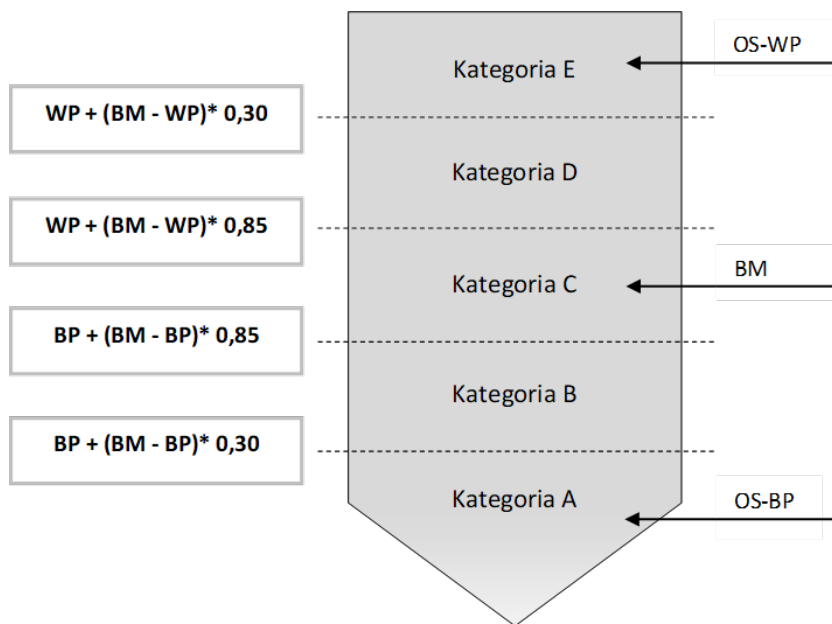 OS-WP
Kategoria E
WP + (BM - WP)* 0,30
Kategoria D
WP + (BM - WP)* 0,85
BM
Kategoria C
BP + (BM - BP)* 0,85
Kategoria B
BP + (BM - BP)* 0,30
Kategoria A
OS-BP